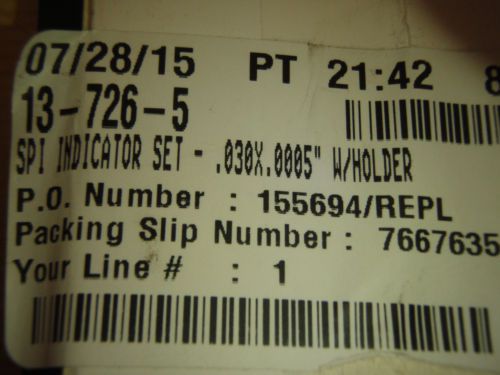 07/28/15 PT 21:42 8
13-726-5
SPI INDICATOR SET - .030X.0005" W/HOLDER
P.O. Number : 155694/REPL
Packing Slip Number : 7667635
Your Line # : 1